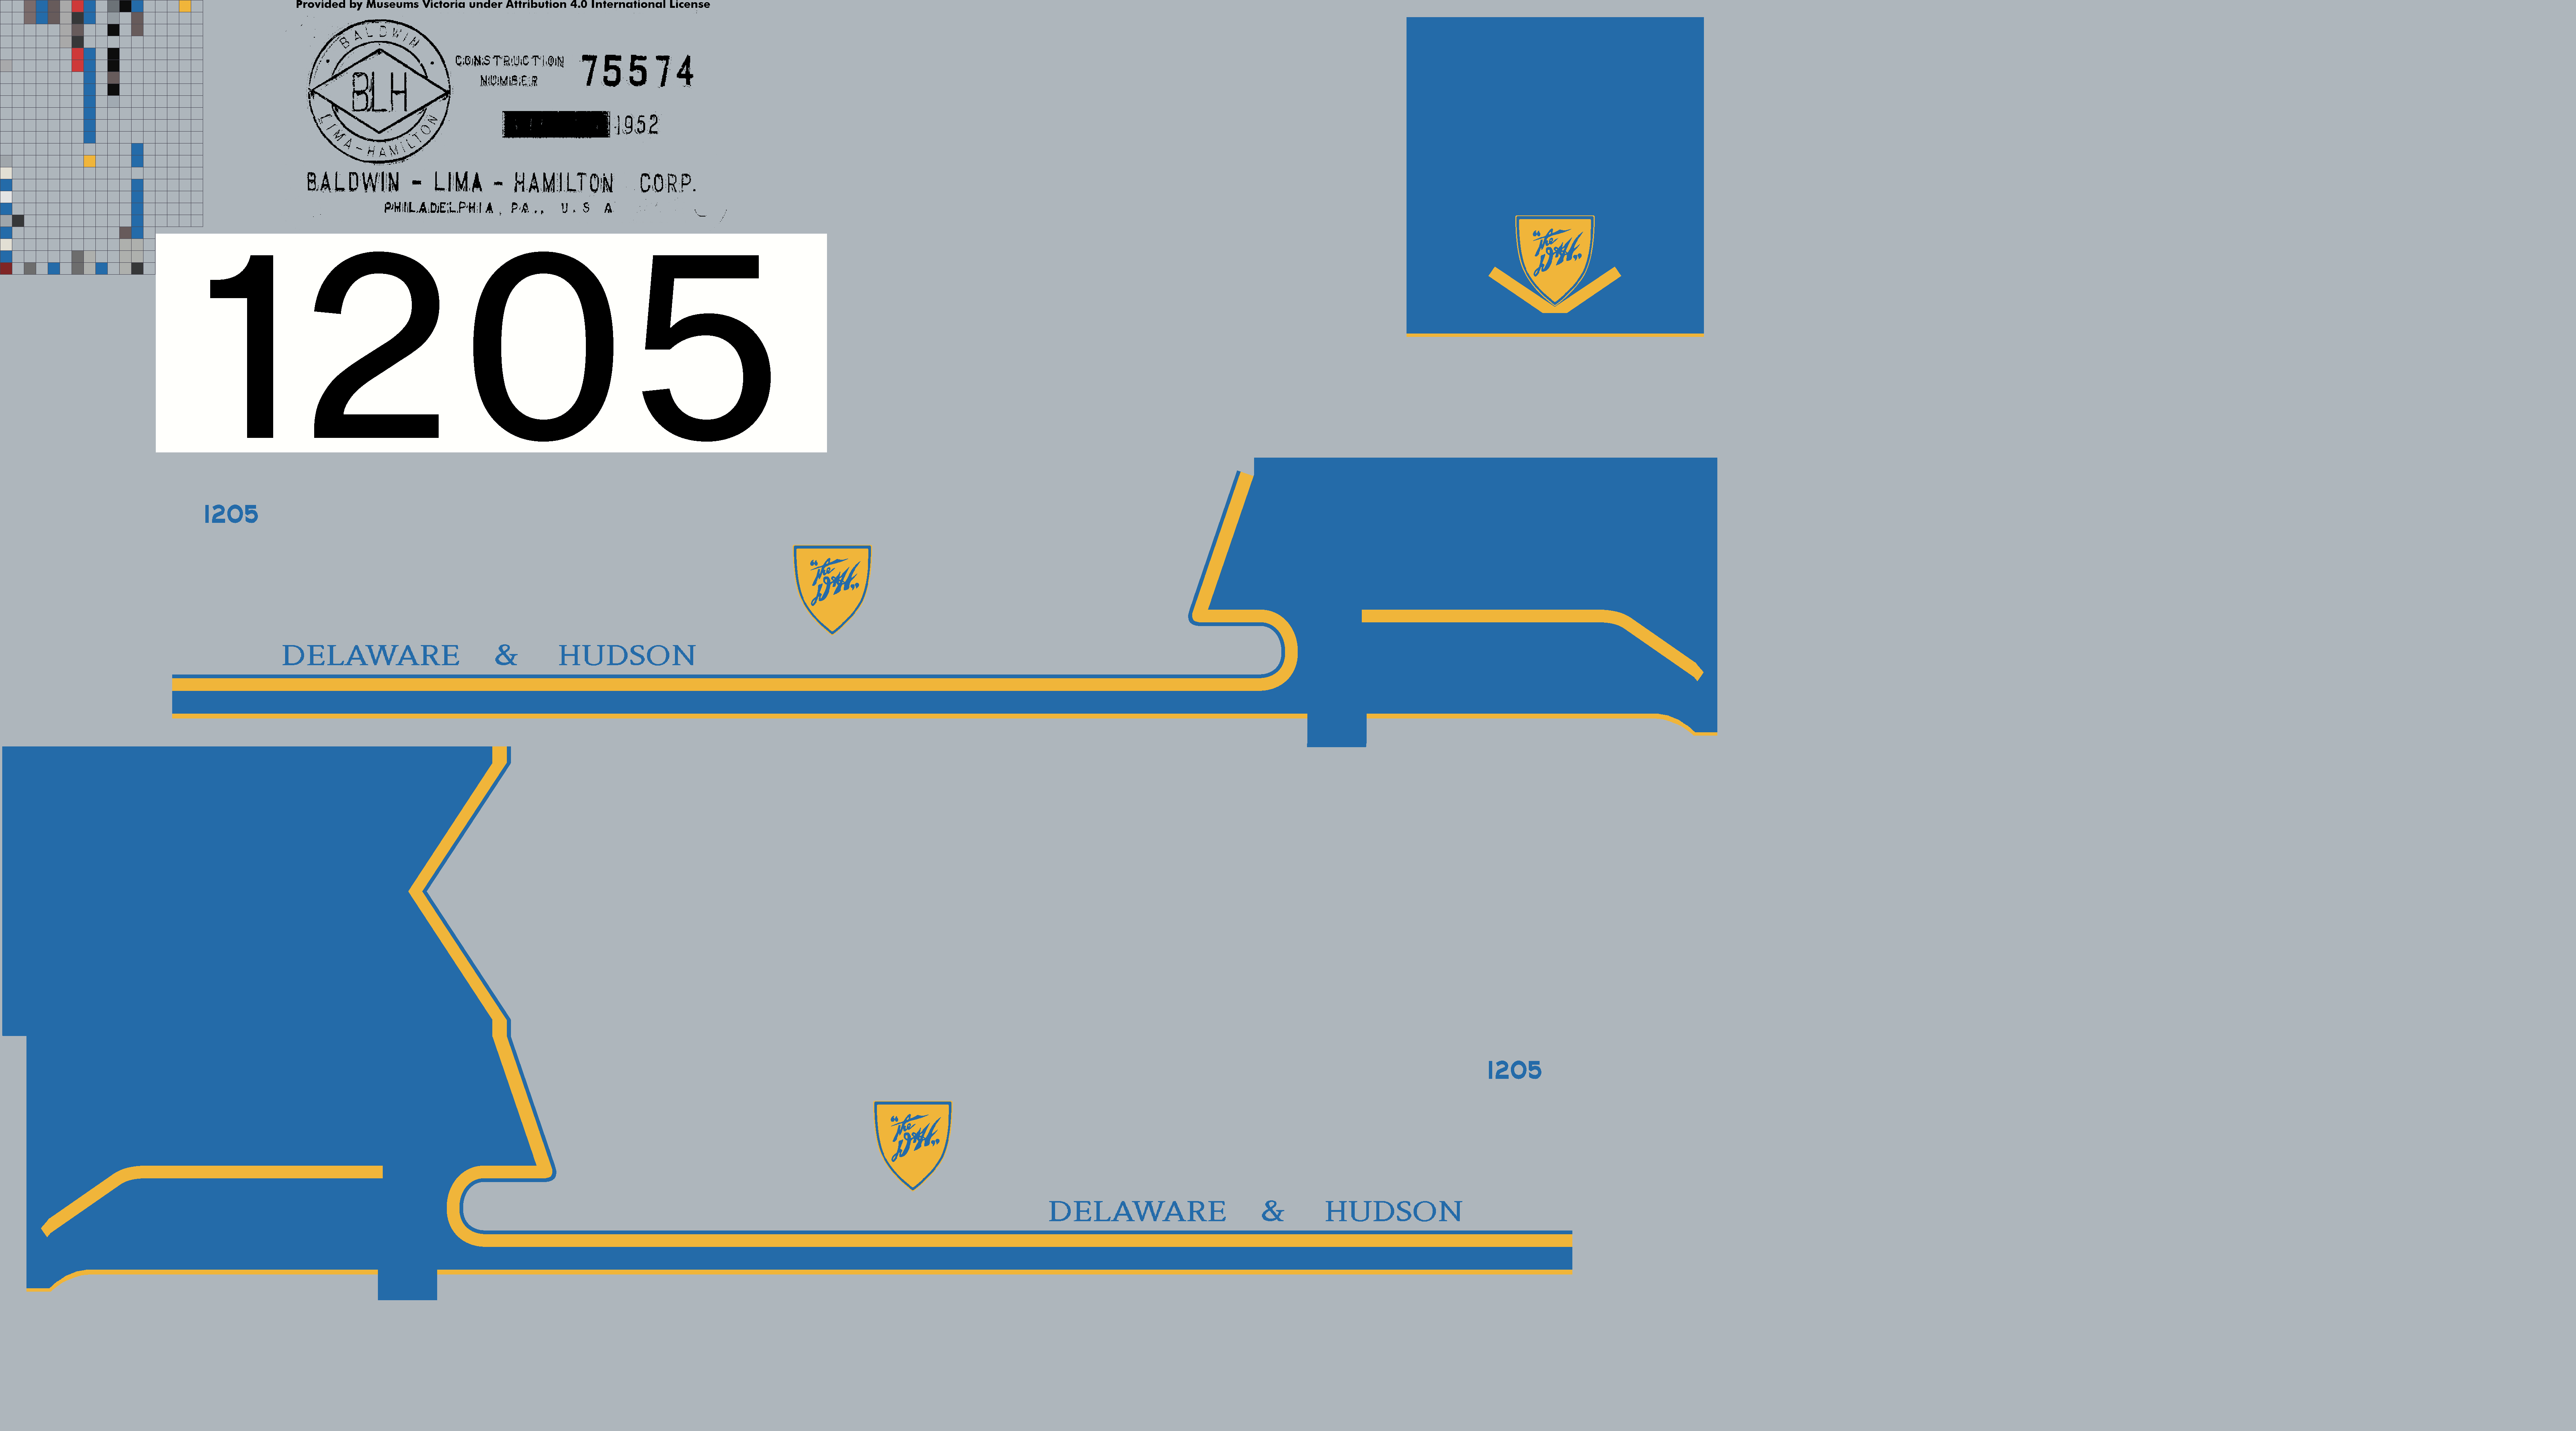 Provided by Museums Victoria under Attribution 4.0 International License
BALDWIN
BLH
LIMA-HAMILTON
CONSTRUCTION NUMBER 75574
1952
BALDWIN - LIMA - HAMILTON CORP.
PHILADELPHIA, PA., U.S A
"the D&H."
1205
1205
"the D&H."
DELAWARE & HUDSON
1205
"the D&H."
DELAWARE & HUDSON